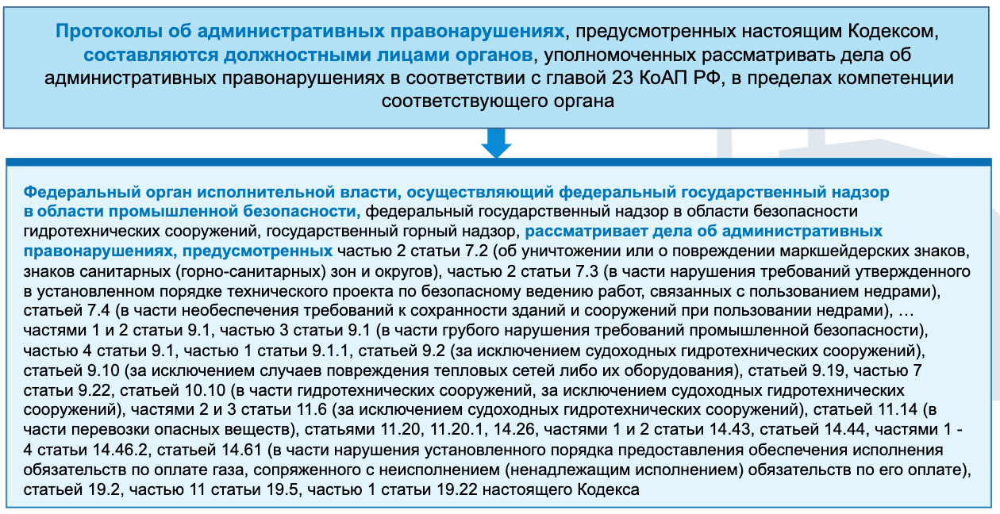 Протоколы об административных правонарушениях, предусмотренных настоящим Кодексом,
составляются должностными лицами органов, уполномоченных рассматривать дела об
административных правонарушениях в соответствии с главой 23 КоАП РФ, в пределах компетенции
соответствующего органа
Федеральный орган исполнительной власти, осуществляющий федеральный государственный надзор
в области промышленной безопасности, федеральный государственный надзор в области безопасности
гидротехнических сооружений, государственный горный надзор, рассматривает дела об административных
правонарушениях, предусмотренных частью 2 статьи 7.2 (об уничтожении или о повреждении маркшейдерских знаков,
знаков санитарных (горно-санитарных) зон и округов), частью 2 статьи 7.3 (в части нарушения требований утвержденного
в установленном порядке технического проекта по безопасному ведению работ, связанных с пользованием недрами),
статьей 7.4 (в части необеспечения требований к сохранности зданий и сооружений при пользовании недрами), …
частями 1 и 2 статьи 9.1, частью 3 статьи 9.1 (в части грубого нарушения требований промышленной безопасности),
частью 4 статьи 9.1, частью 1 статьи 9.1.1, статьей 9.2 (за исключением судоходных гидротехнических сооружений),
статьей 9.10 (за исключением случаев повреждения тепловых сетей либо их оборудования), статьей 9.19, частью 7
статьи 9.22, статьей 10.10 (в части гидротехнических сооружений, за исключением судоходных гидротехнических
сооружений), частями 2 и 3 статьи 11.6 (за исключением судоходных гидротехнических сооружений), статьей 11.14 (в
части перевозки опасных веществ), статьями 11.20, 11.20.1, 14.26, частями 1 и 2 статьи 14.43, статьей 14.44, частями 1 -
4 статьи 14.46.2, статьей 14.61 (в части нарушения установленного порядка предоставления обеспечения исполнения
обязательств по оплате газа, сопряженного с неисполнением (ненадлежащим исполнением) обязательств по его оплате),
статьей 19.2, частью 11 статьи 19.5, частью 1 статьи 19.22 настоящего Кодекса